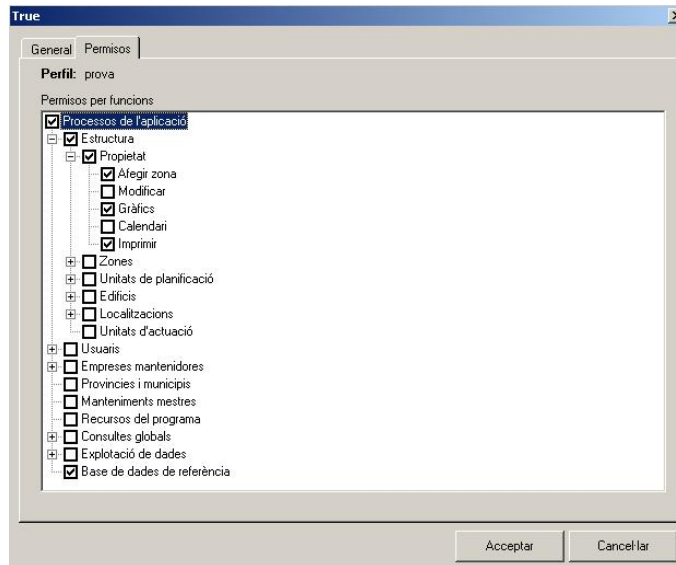 True
General Permisos
Perfil: prova
Permisos per funcions
Processos de l'aplicació
Estructura
Propietat
Afegir zona
Modificar
Gràfics
Calendari
Imprimir
Zones
Unitats de planificació
Edificis
Localitzacions
Unitats d'actuació
Usuaris
Empreses mantenidores
Provincies i municipis
Manteniments mestres
Recursos del programa
Consultes globals
Explotació de dades
Base de dades de referència
Acceptar Cancel·lar